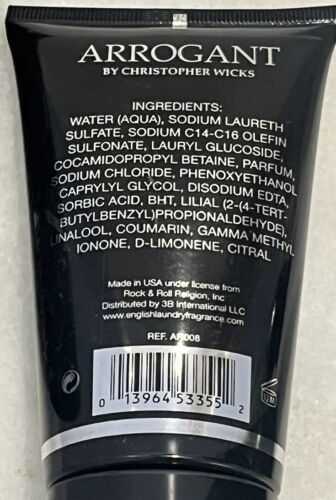 ARROGANT
BY CHRISTOPHER WICKS
INGREDIENTS:
WATER (AQUA), SODIUM LAURETH
SULFATE, SODIUM C14-C16 OLEFIN
SULFONATE, LAURYL GLUCOSIDE,
COCAMIDOPROPYL BETAINE, PARFUM,
SODIUM CHLORIDE, PHENOXYETHANOL
CAPRYLYL GLYCOL, DISODIUM EDTA,
SORBIC ACID, BHT, LILIAL (2-(4-TERT-
BUTYLBENZYL)PROPIONALDEHYDE),
LINALOOL, COUMARIN, GAMMA METHYL
IONONE, D-LIMONENE, CITRAL
Made in USA under license from
Rock & Roll Religion, Inc
Distributed by 3B International LLC
www.englishlaundryfragrance.com
REF. AR008
0 13964 53355 2